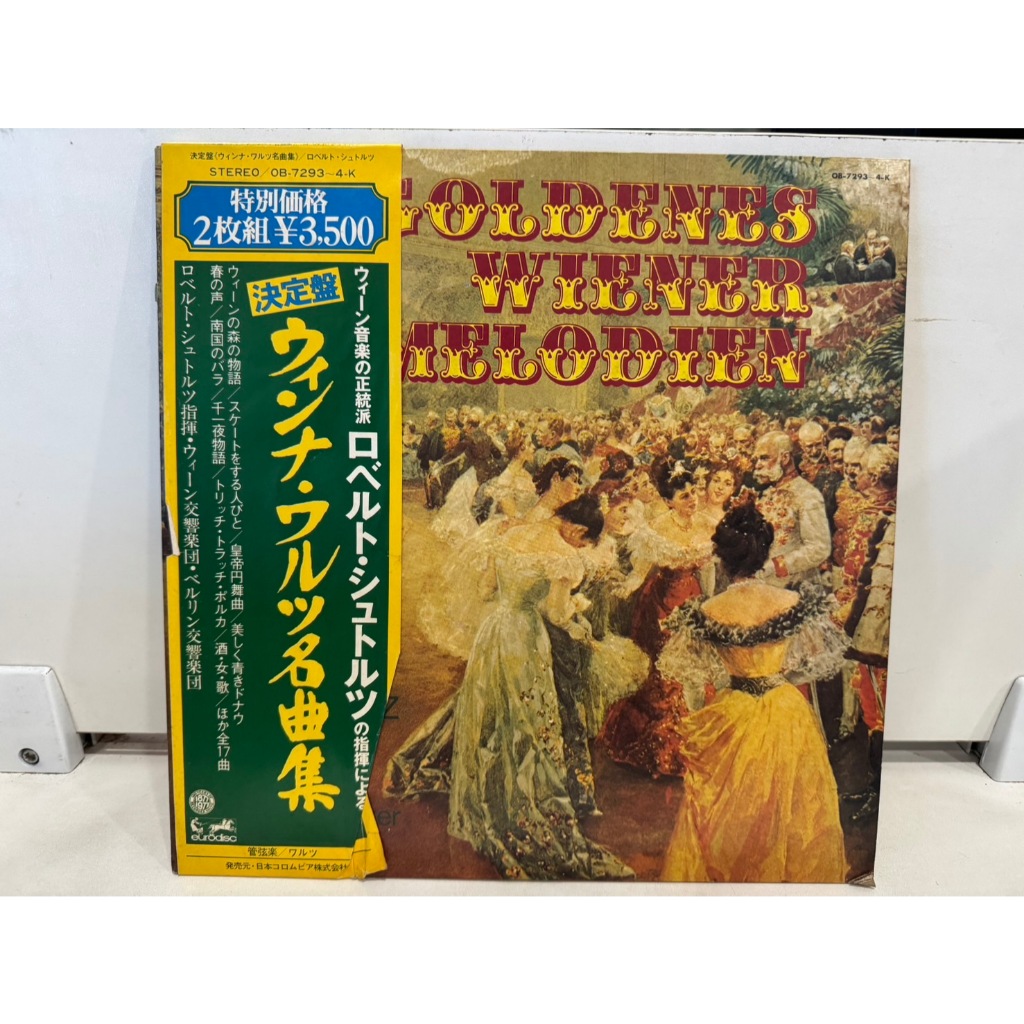 決定盤〈ウィンナ・ワルツ名曲集〉/ロベルト・シュトルツ
STEREO/OB-7293~4-K
特別価格
2枚組¥3,500
ウィーン音楽の正統派 ロベルト・シュトルツの指揮による
決定盤
ウィンナ・ワルツ名曲集
ウィーンの森の物語/スケートをする人びと/皇帝円舞曲/美しく青きドナウ
春の声/南国のバラ/千一夜物語/トリッチ・トラッチ・ポルカ/酒・女・歌/ほか全17曲
ロベルト・シュトルツ指揮・ウィーン交響楽団・ベルリン交響楽団
eurodisc
管弦楽/ワルツ
発売元・日本コロムビア株式会
OB-7293~4-K
GOLDENES
WIENER
MELODIEN
Z
er